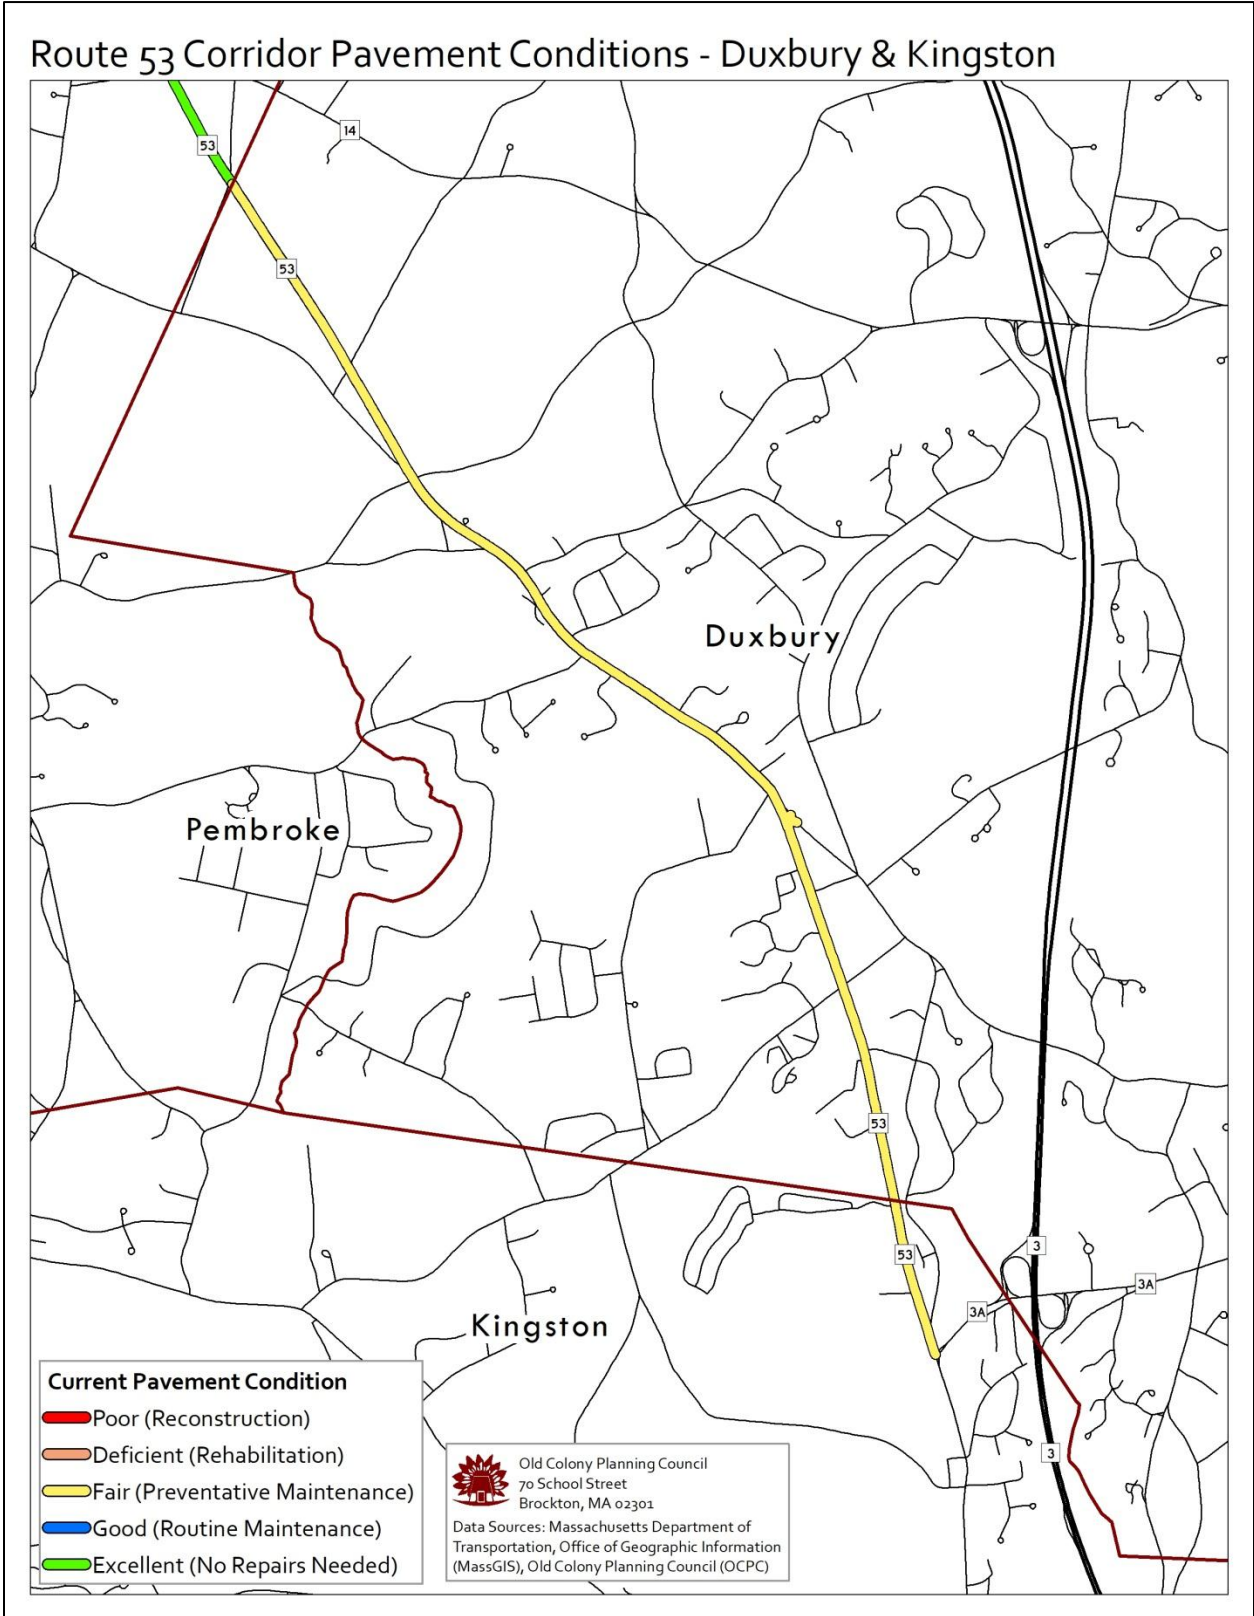 Route 53 Corridor Pavement Conditions - Duxbury & Kingston
14
53
53
Duxbury
Pembroke
53
3
53
3A
3A
Kingston
Current Pavement Condition
Poor (Reconstruction)
Deficient (Rehabilitation)
Fair (Preventative Maintenance)
Good (Routine Maintenance)
Excellent (No Repairs Needed)
3
Old Colony Planning Council
70 School Street
Brockton, MA 02301
Data Sources: Massachusetts Department of
Transportation, Office of Geographic Information
(MassGIS), Old Colony Planning Council (OCPC)